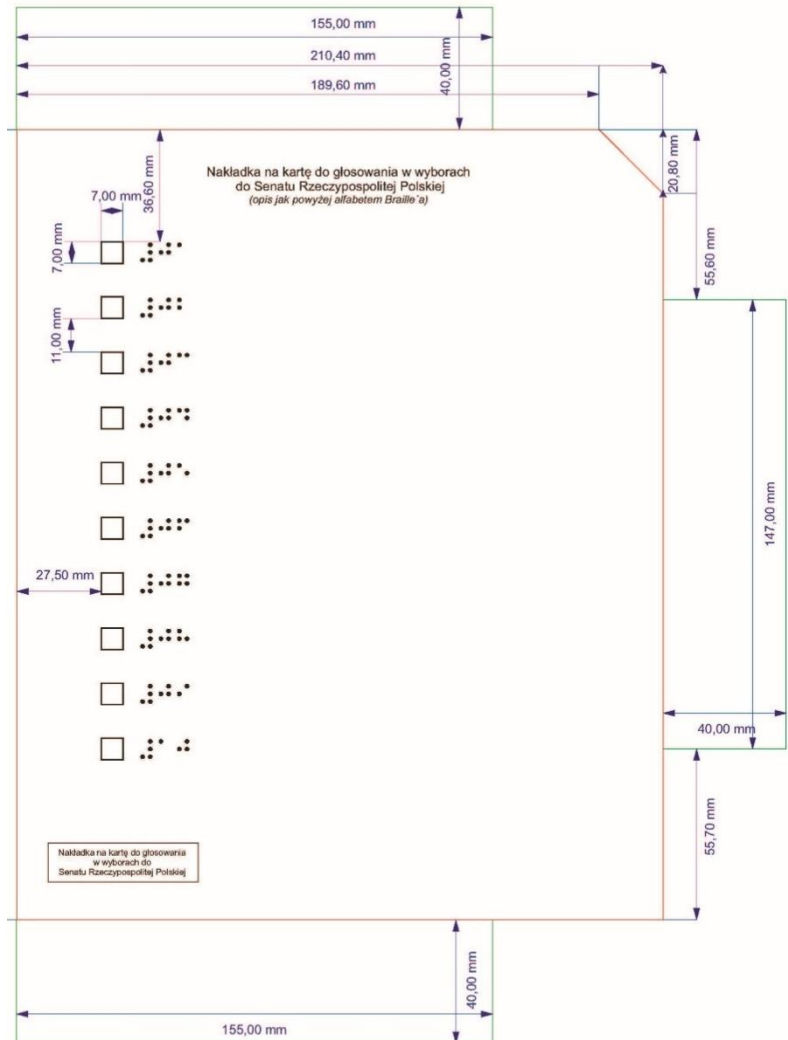 155,00 mm
210,40 mm
189,60 mm
40,00 mm
36,60 mm
20,80 mm
Nakładka na kartę do głosowania w wyborach
do Senatu Rzeczypospolitej Polskiej
(opis jak powyżej alfabetem Braille`a)
7,00 mm
7,00 mm
⠼⠚⠁
55,60 mm
⠼⠚⠃
11,00 mm
⠼⠚⠉
⠼⠚⠙
⠼⠚⠑
147,00 mm
⠼⠚⠋
27,50 mm
⠼⠚⠛
⠼⠚⠓
⠼⠚⠊
40,00 mm
⠼⠁⠚
55,70 mm
Nakładka na kartę do głosowania
w wyborach do
Senatu Rzeczypospolitej Polskiej
40,00 mm
155,00 mm